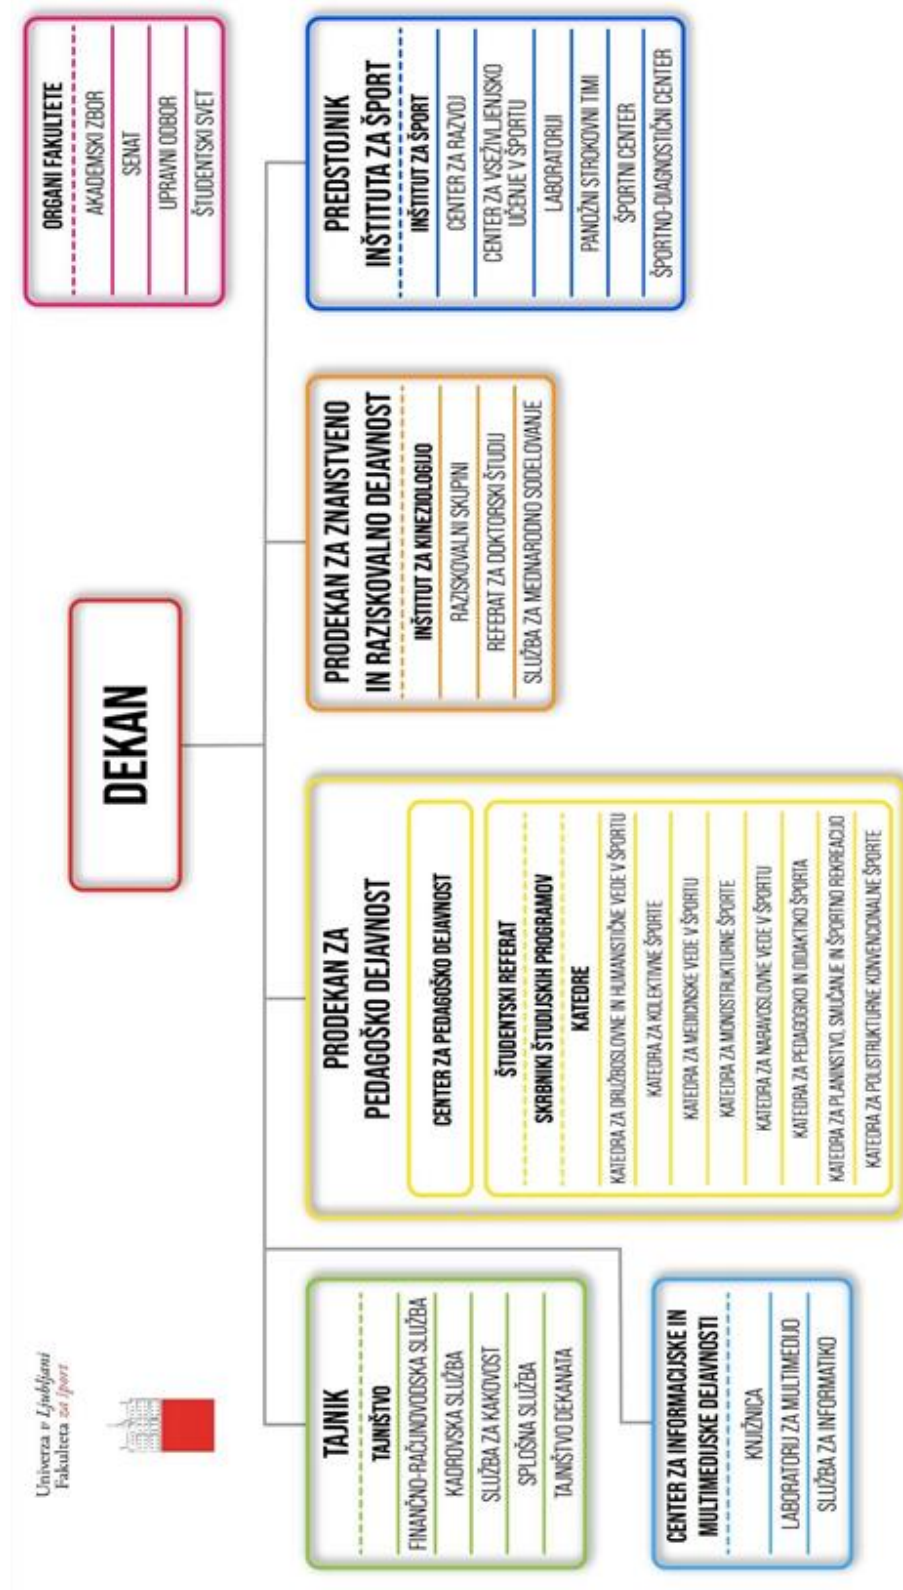 Univerza v Ljubljani
Fakulteta za šport
DEKAN
ORGANI FAKULTETE
AKADEMSKI ZBOR
SENAT
UPRAVNI ODBOR
ŠTUDENTSKI SVET
TAJNIK
TAJNIŠTVO
FINANČNO-RAČUNOVODSKA SLUŽBA
KADROVSKA SLUŽBA
SLUŽBA ZA KAKOVOST
SPLOŠNA SLUŽBA
TAJNIŠTVO DEKANATA
CENTER ZA INFORMACIJSKE IN
MULTIMEDIJSKE DEJAVNOSTI
KNJIŽNICA
LABORATORIJ ZA MULTIMEDIJO
SLUŽBA ZA INFORMATIKO
PRODEKAN ZA
PEDAGOŠKO DEJAVNOST
CENTER ZA PEDAGOŠKO DEJAVNOST
ŠTUDENTSKI REFERAT
SKRBNIKI ŠTUDIJSKIH PROGRAMOV
KATEDRE
KATEDRA ZA DRUŽBOSLOVNE IN HUMANISTIČNE VEDE V ŠPORTU
KATEDRA ZA KOLEKTIVNE ŠPORTE
KATEDRA ZA MEDICINSKE VEDE V ŠPORTU
KATEDRA ZA MONOSTRUKTURNE ŠPORTE
KATEDRA ZA NARAVOSLOVNE VEDE V ŠPORTU
KATEDRA ZA PEDAGOGIKO IN DIDAKTIKO ŠPORTA
KATEDRA ZA PLANINSTVO, SMUČANJE IN ŠPORTNO REKREACIJO
KATEDRA ZA POLISTRUKTURNE KONVENCIONALNE ŠPORTE
PRODEKAN ZA ZNANSTVENO
IN RAZISKOVALNO DEJAVNOST
INŠTITUT ZA KINEZIOLOGIJO
RAZISKOVALNI SKUPINI
REFERAT ZA DOKTORSKI ŠTUDIJ
SLUŽBA ZA MEDNARODNO SODELOVANJE
PREDSTOJNIK
INŠTITUTA ZA ŠPORT
INŠTITUT ZA ŠPORT
CENTER ZA RAZVOJ
CENTER ZA VSEŽIVLJENJSKO
UČENJE V ŠPORTU
LABORATORIJI
PANOŽNI STROKOVNI TIMI
ŠPORTNI CENTER
ŠPORTNO-DIAGNOSTIČNI CENTER